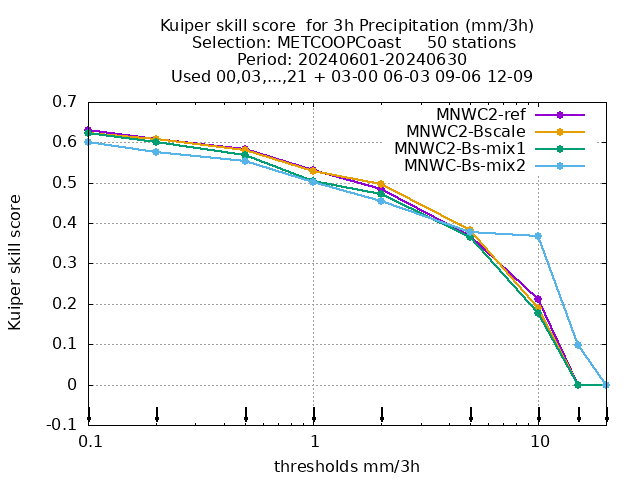 Kuiper skill score  for 3h Precipitation (mm/3h)
Selection: METCOOPCoast     50 stations
Period: 20240601-20240630
Used 00,03,...,21 + 03-00 06-03 09-06 12-09
MNWC2-ref
MNWC2-Bscale
MNWC2-Bs-mix1
MNWC-Bs-mix2
Kuiper skill score
0.7
0.6
0.5
0.4
0.3
0.2
0.1
0
-0.1
0.1 1 10
thresholds mm/3h